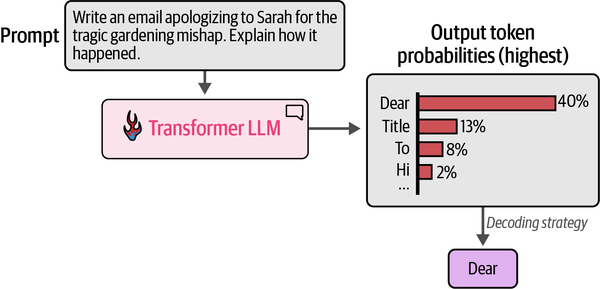 Prompt
Write an email apologizing to Sarah for the
tragic gardening mishap. Explain how it
happened.
Transformer LLM
Output token
probabilities (highest)
Dear 40%
Title 13%
To 8%
Hi 2%
...
Decoding strategy
Dear